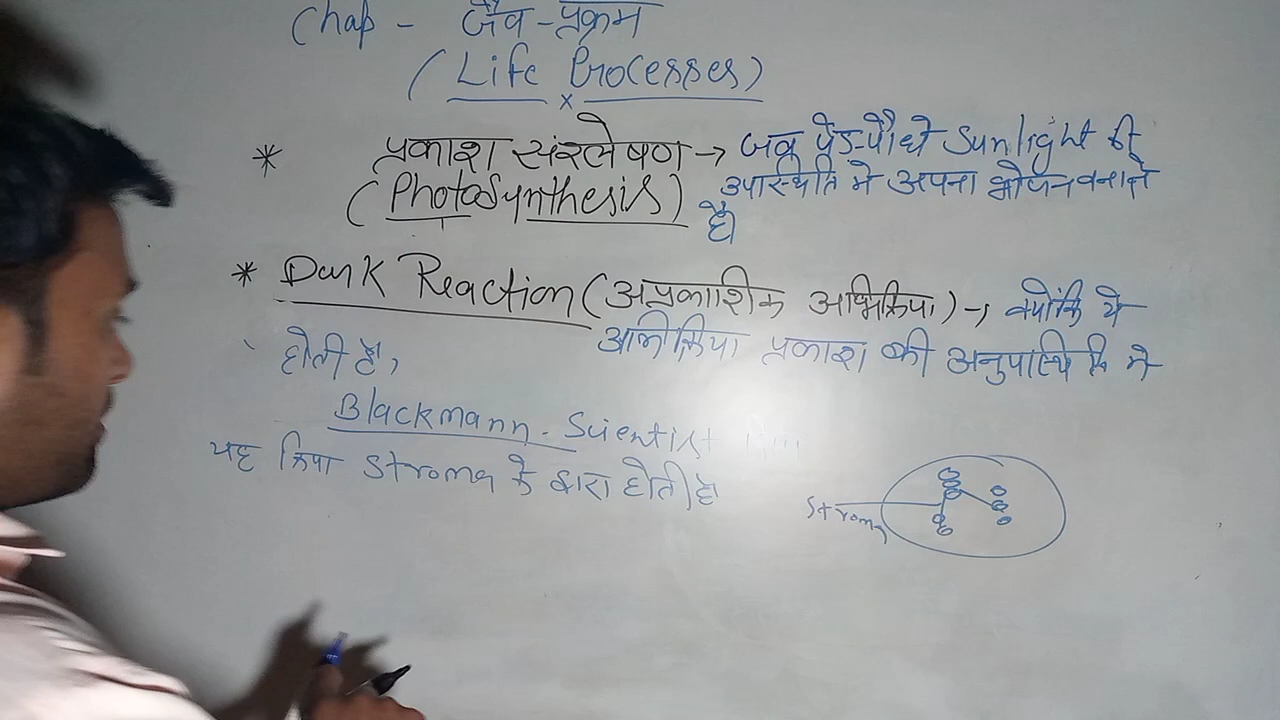 Chap - जैव-प्रक्रम
(Life Processes)
* प्रकाश संश्लेषण → जब पेड़-पौधे Sunlight की
(PhotoSynthesis) उपस्थिति मे अपना भोजन बनाते
है।
* Dark Reaction (अप्रकाशिक अभिक्रिया) → क्योंकि ये
अभिक्रिया प्रकाश की अनुपस्थिति मे
होती है,
Blackmann - Scientist
यह क्रिया Stroma के द्वारा होती है
Stroma